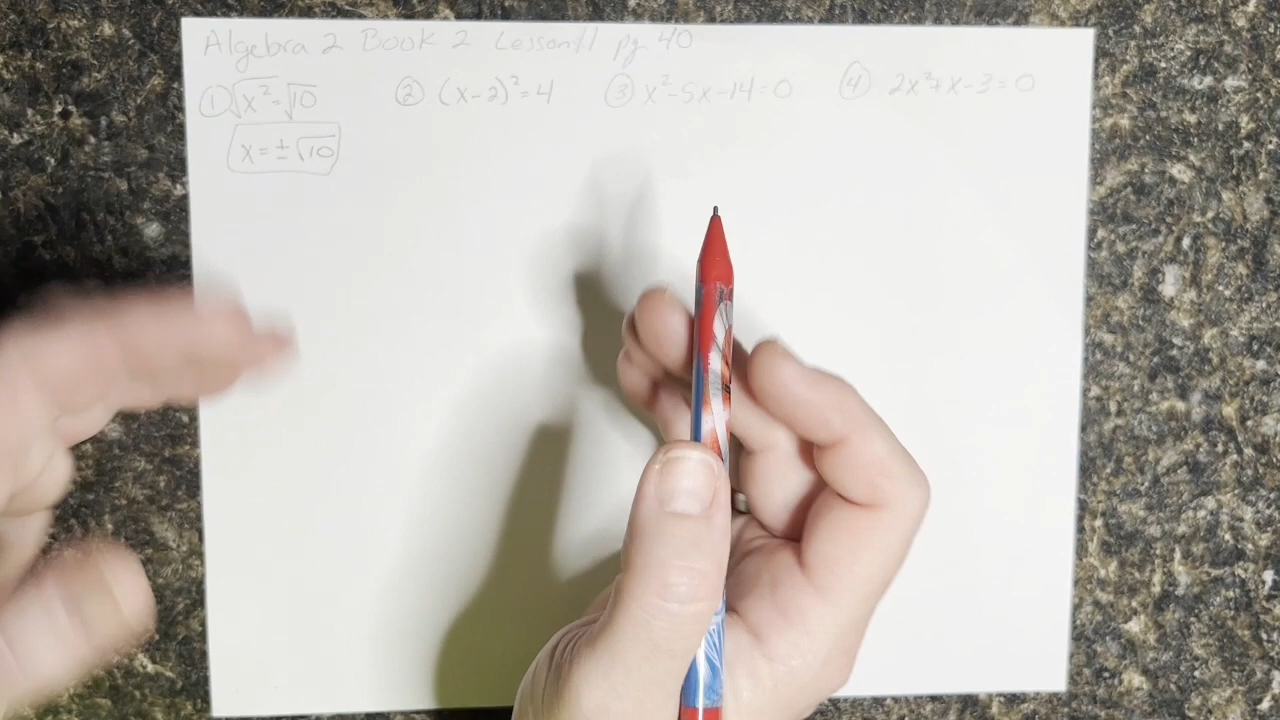 Algebra 2 Book 2 Lesson 11 pg 40
① √x² = √10 ② (x-2)² = 4 ③ x² - 5x - 14 = 0 ④ 2x² + x - 3 = 0
x = ± √10